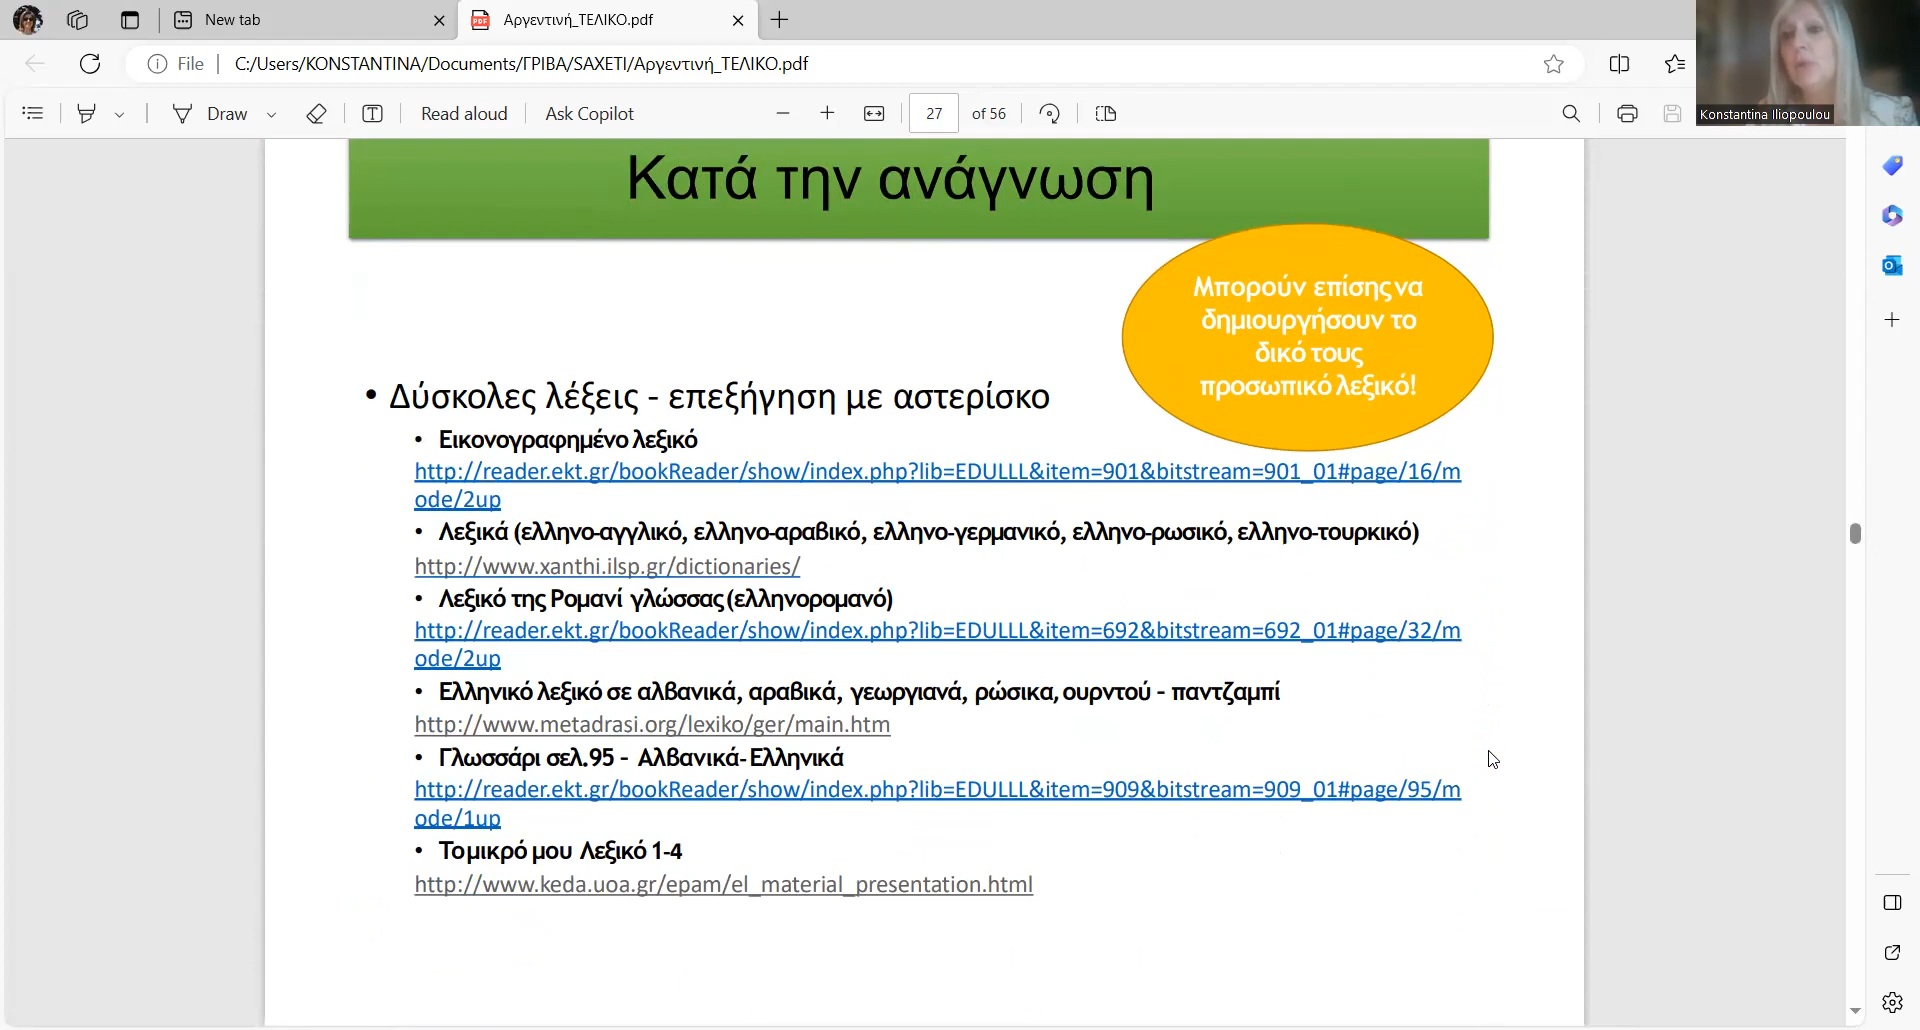 New tab
Αργεντινή_ΤΕΛΙΚΟ.pdf
File
C:/Users/KONSTANTINA/Documents/ΓΡΙΒΑ/SAXETI/Αργεντινή_ΤΕΛΙΚΟ.pdf
Draw
Read aloud
Ask Copilot
27 of 56
Konstantina Iliopoulou
Κατά την ανάγνωση
Μπορούν επίσης να
δημιουργήσουν το
δικό τους
προσωπικό λεξικό!
• Δύσκολες λέξεις - επεξήγηση με αστερίσκο
• Εικονογραφημένο λεξικό
http://reader.ekt.gr/bookReader/show/index.php?lib=EDULLL&item=901&bitstream=901_01#page/16/m
ode/2up
• Λεξικά (ελληνο-αγγλικό, ελληνο-αραβικό, ελληνο-γερμανικό, ελληνο-ρωσικό, ελληνο-τουρκικό)
http://www.xanthi.ilsp.gr/dictionaries/
• Λεξικό της Ρομανί γλώσσας (ελληνορομανό)
http://reader.ekt.gr/bookReader/show/index.php?lib=EDULLL&item=692&bitstream=692_01#page/32/m
ode/2up
• Ελληνικό λεξικό σε αλβανικά, αραβικά, γεωργιανά, ρώσικα, ουρντού - παντζαμπί
http://www.metadrasi.org/lexiko/ger/main.htm
• Γλωσσάρι σελ.95 - Αλβανικά- Ελληνικά
http://reader.ekt.gr/bookReader/show/index.php?lib=EDULLL&item=909&bitstream=909_01#page/95/m
ode/1up
• Το μικρό μου Λεξικό 1-4
http://www.keda.uoa.gr/epam/el_material_presentation.html